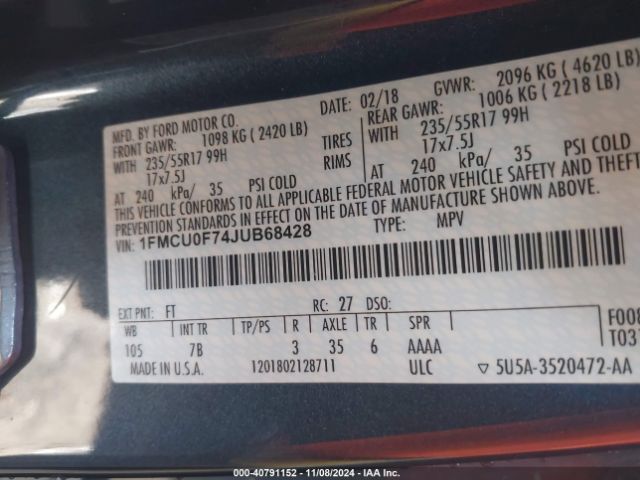 MFD. BY FORD MOTOR CO. DATE: 02/18 GVWR: 2096 KG ( 4620 LB)
FRONT GAWR: 1098 KG ( 2420 LB) REAR GAWR: 1006 KG ( 2218 LB)
WITH 235/55R17 99H TIRES WITH 235/55R17 99H
17x7.5J RIMS 17x7.5J
AT 240 kPa/ 35 PSI COLD AT 240 kPa/ 35 PSI COLD
THIS VEHICLE CONFORMS TO ALL APPLICABLE FEDERAL MOTOR VEHICLE SAFETY AND THEFT
PREVENTION STANDARDS IN EFFECT ON THE DATE OF MANUFACTURE SHOWN ABOVE.
VIN: 1FMCU0F74JUB68428 TYPE: MPV
EXT PNT: FT RC: 27 DSO:
WB INT TR TP/PS R AXLE TR SPR
105 7B 3 35 6 AAAA
F008
T037
MADE IN U.S.A. 1201802128711 ULC ▽ 5U5A-3520472-AA
000-40791152 - 11/08/2024 - IAA Inc.